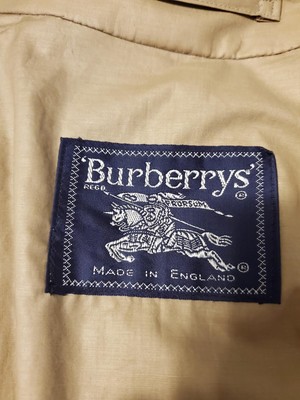 'Burberrys'
REGD
®
PRORSUM
MADE IN ENGLAND
®